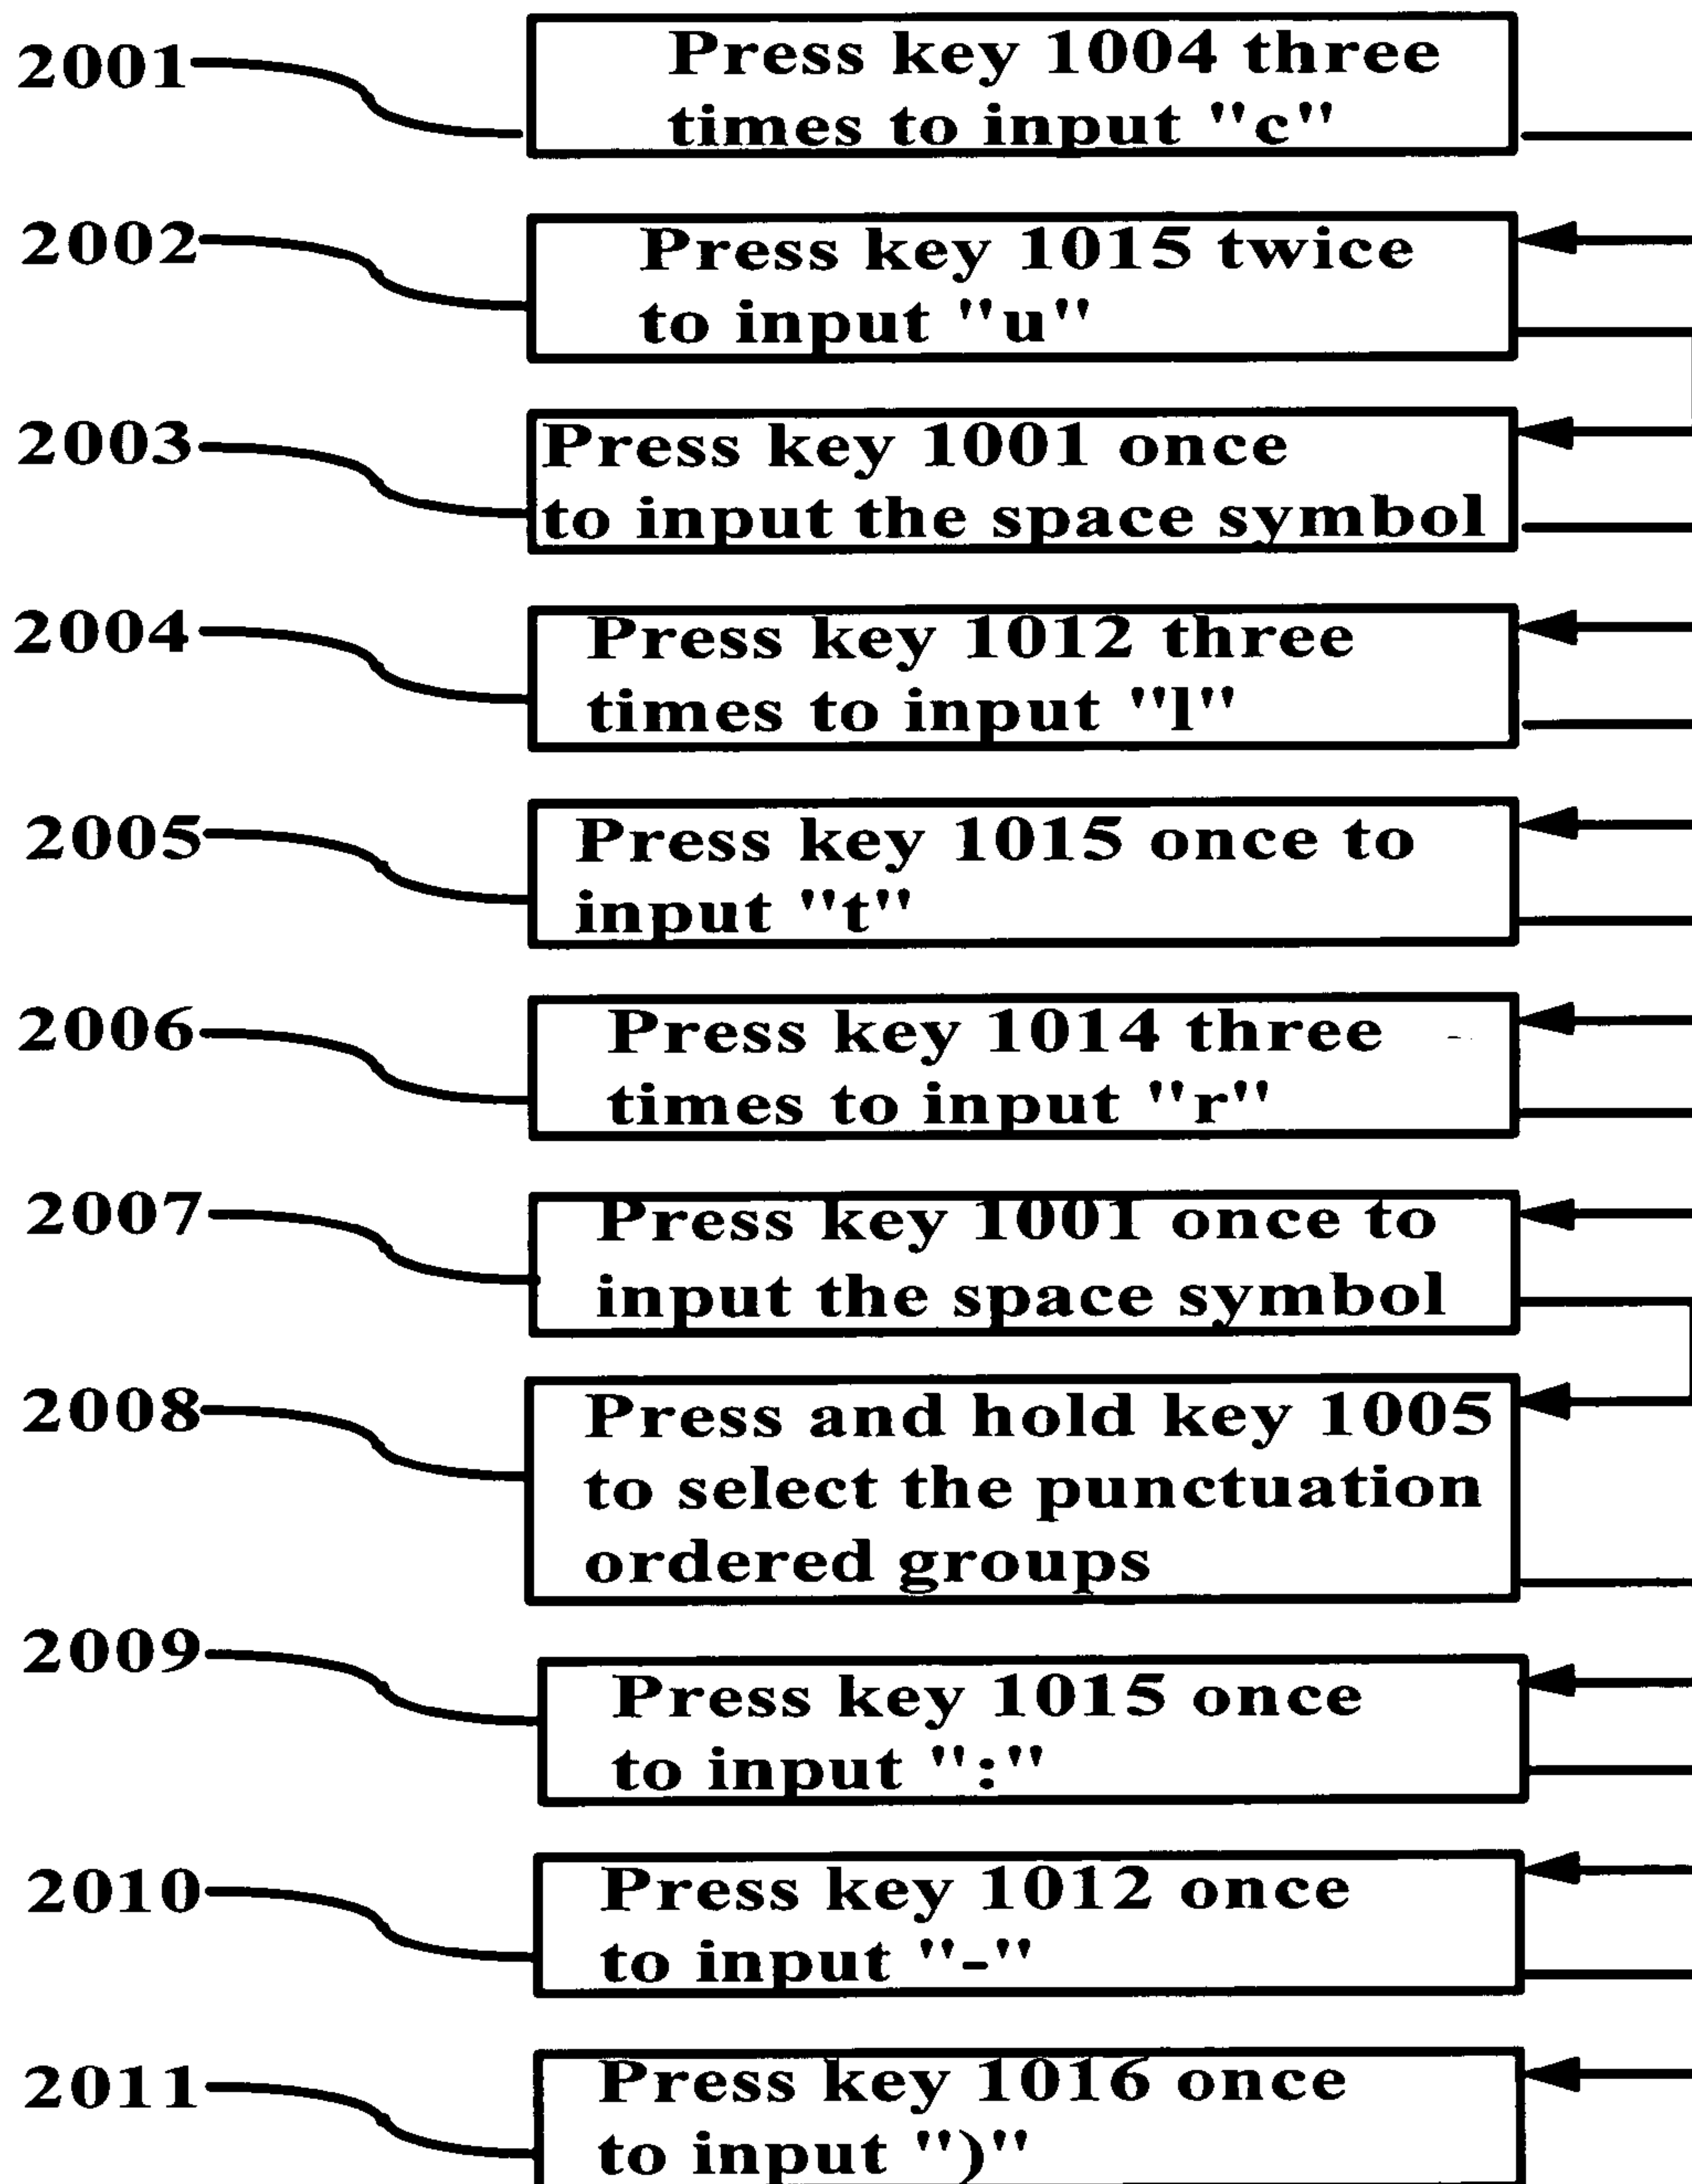 2001
Press key 1004 three
times to input "c"
2002
Press key 1015 twice
to input "u"
2003
Press key 1001 once
to input the space symbol
2004
Press key 1012 three
times to input "l"
2005
Press key 1015 once to
input "t"
2006
Press key 1014 three
times to input "r"
2007
Press key 1001 once to
input the space symbol
2008
Press and hold key 1005
to select the punctuation
ordered groups
2009
Press key 1015 once
to input ":"
2010
Press key 1012 once
to input "-"
2011
Press key 1016 once
to input ")"